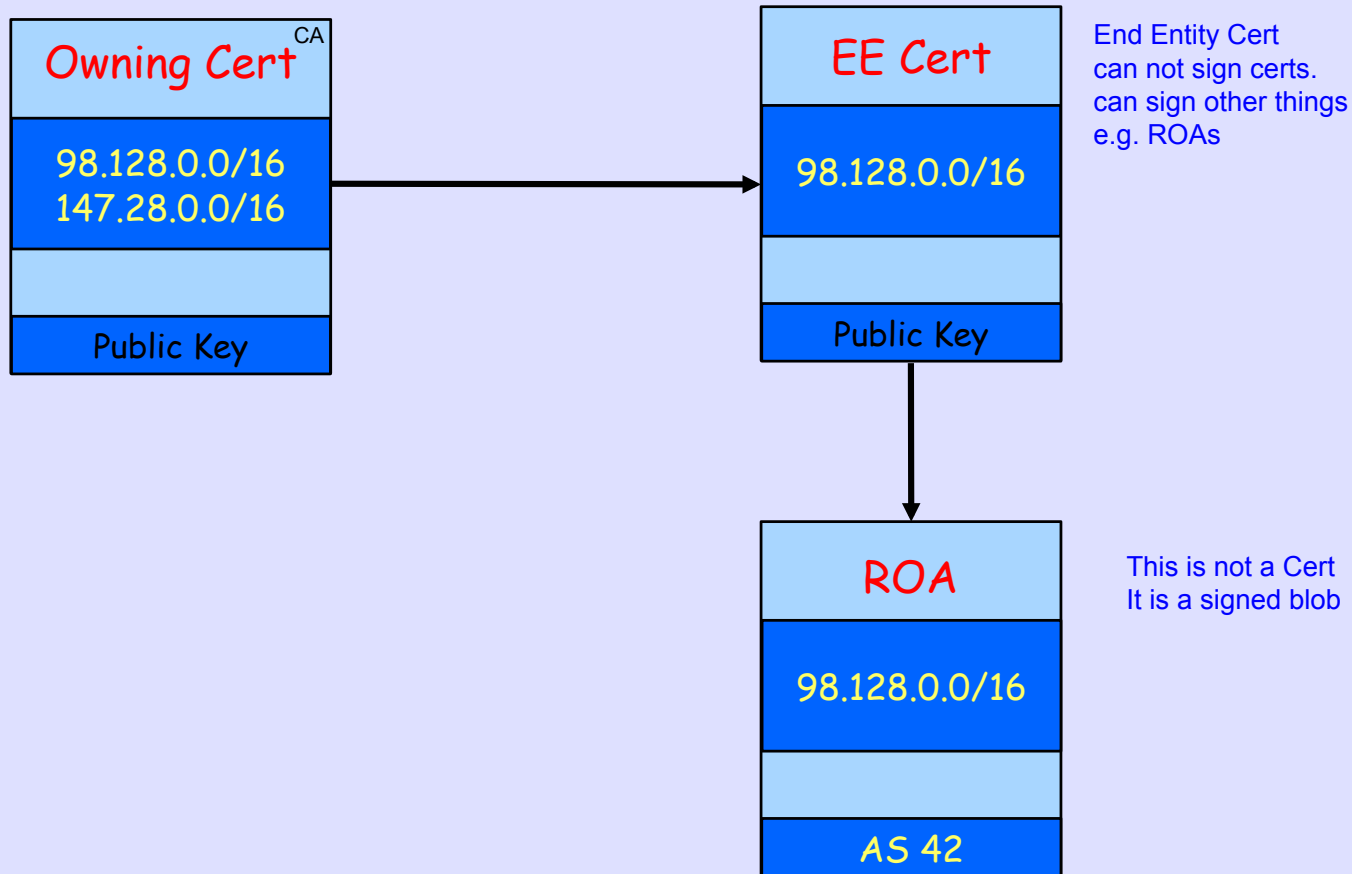 Owning Cert
CA
98.128.0.0/16
147.28.0.0/16
Public Key
EE Cert
98.128.0.0/16
Public Key
End Entity Cert
can not sign certs.
can sign other things
e.g. ROAs
ROA
98.128.0.0/16
AS 42
This is not a Cert
It is a signed blob